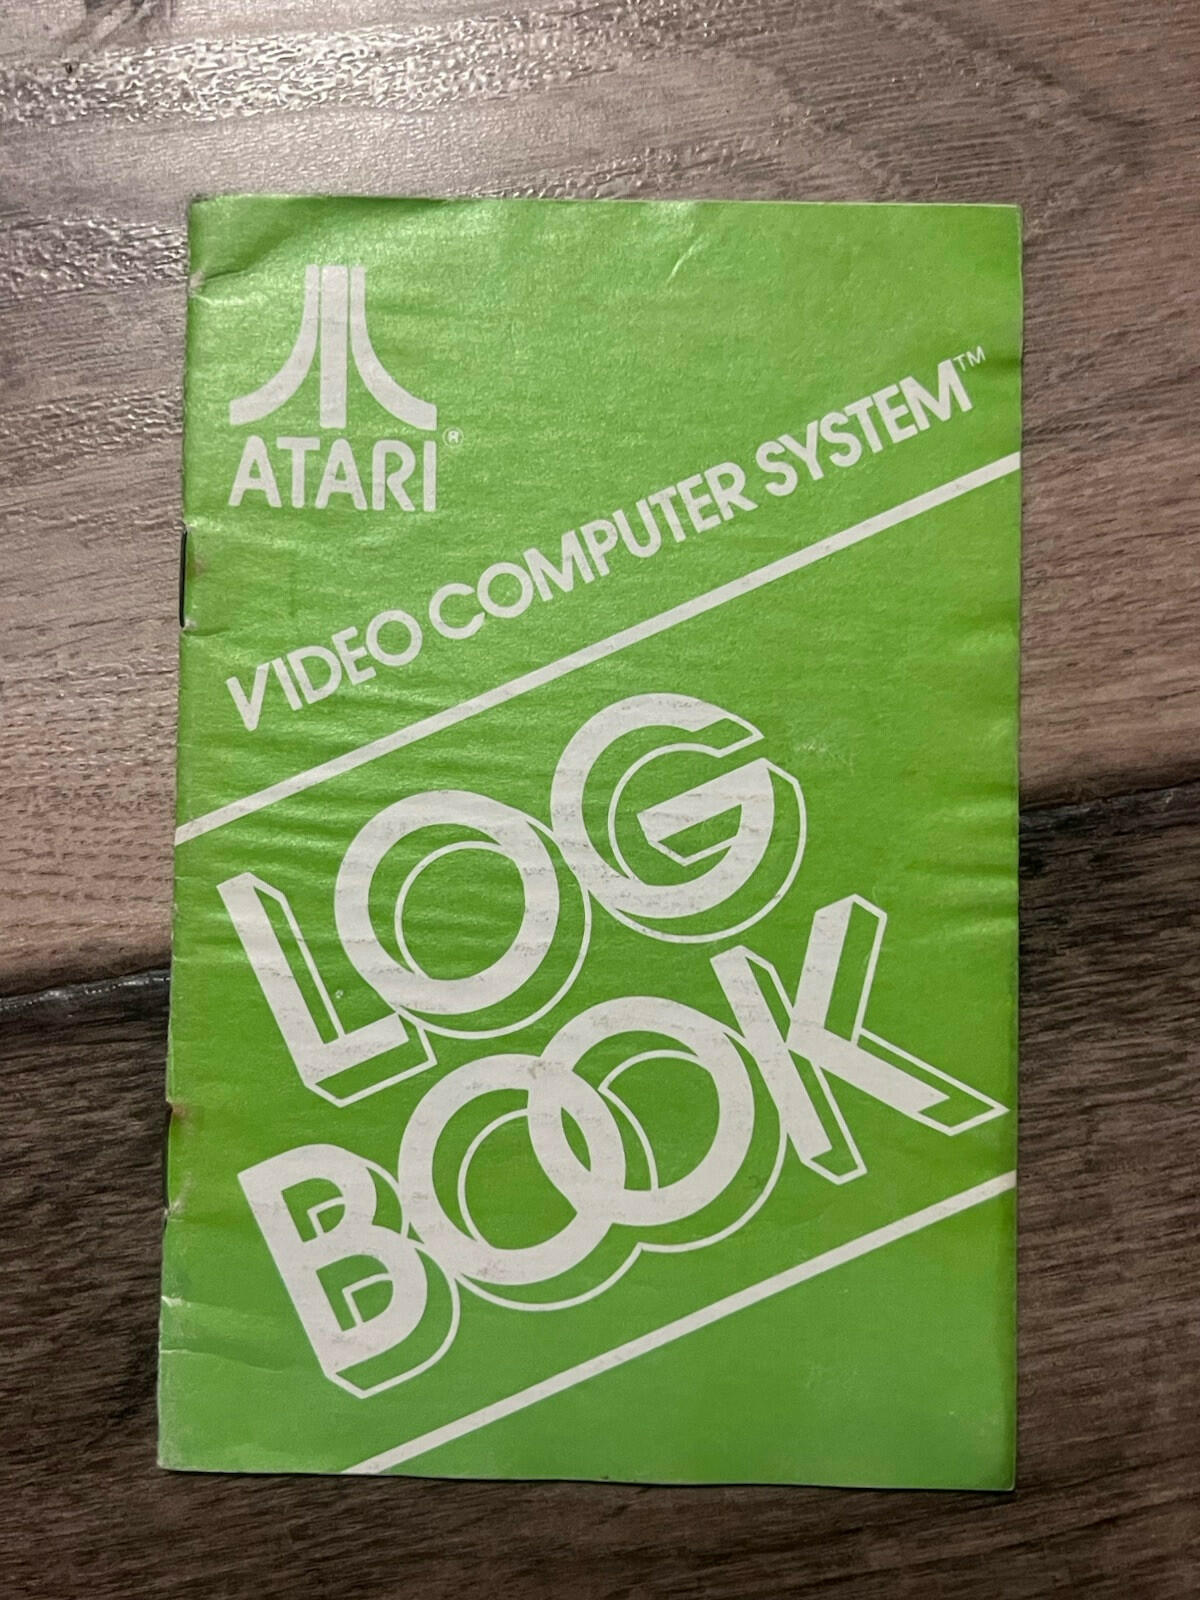 ATARI®
VIDEO COMPUTER SYSTEM™
LOG
BOOK